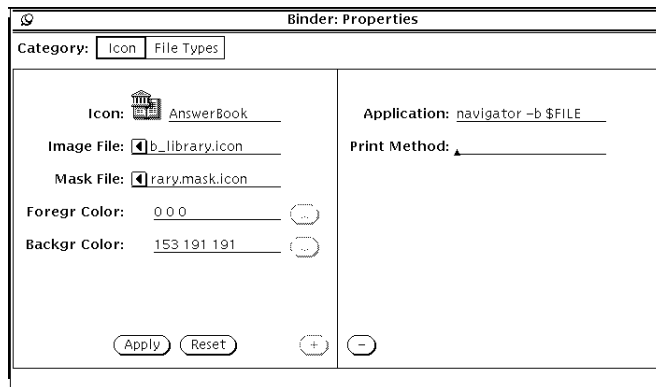 Binder: Properties
Category: Icon File Types
Icon: AnswerBook
Image File: b_library.icon
Mask File: rary.mask.icon
Foregr Color: 0 0 0 ...
Backgr Color: 153 191 191 ...
Apply Reset + −
Application: navigator -b $FILE
Print Method: